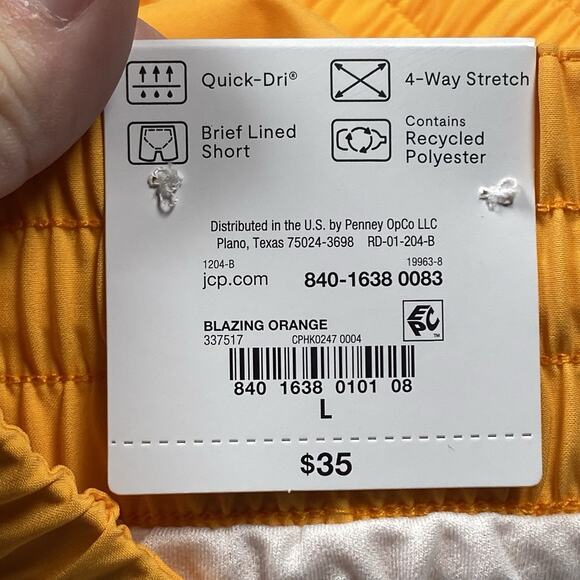 Quick-Dri®
4-Way Stretch
Brief Lined
Short
Contains
Recycled
Polyester
Distributed in the U.S. by Penney OpCo LLC
Plano, Texas 75024-3698 RD-01-204-B
1204-B 19963-8
jcp.com 840-1638 0083
BLAZING ORANGE
337517 CPHK0247 0004
EPC™
840 1638 0101 08
L
$35